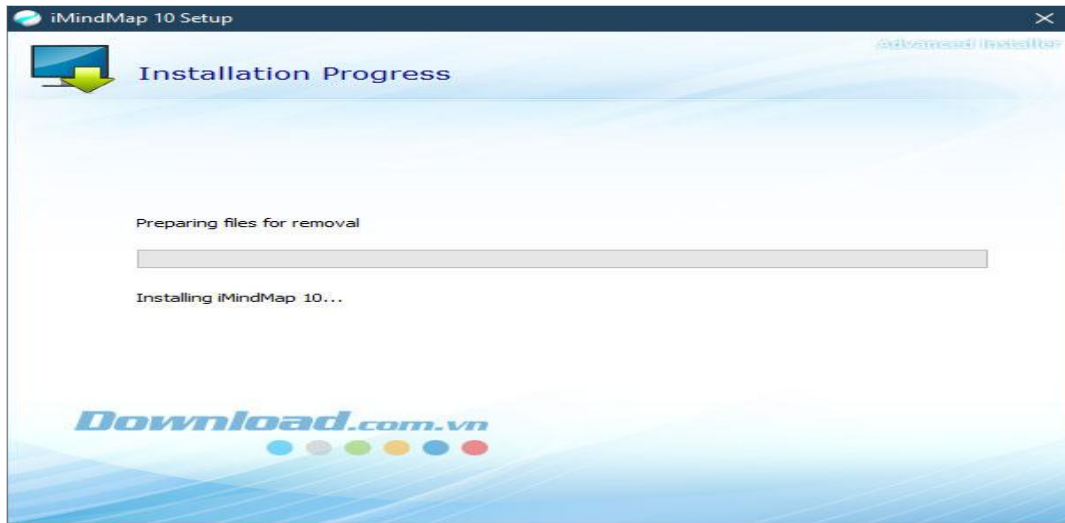 iMindMap 10 Setup
Advanced Installer
Installation Progress
Preparing files for removal
Installing iMindMap 10...
Download.com.vn